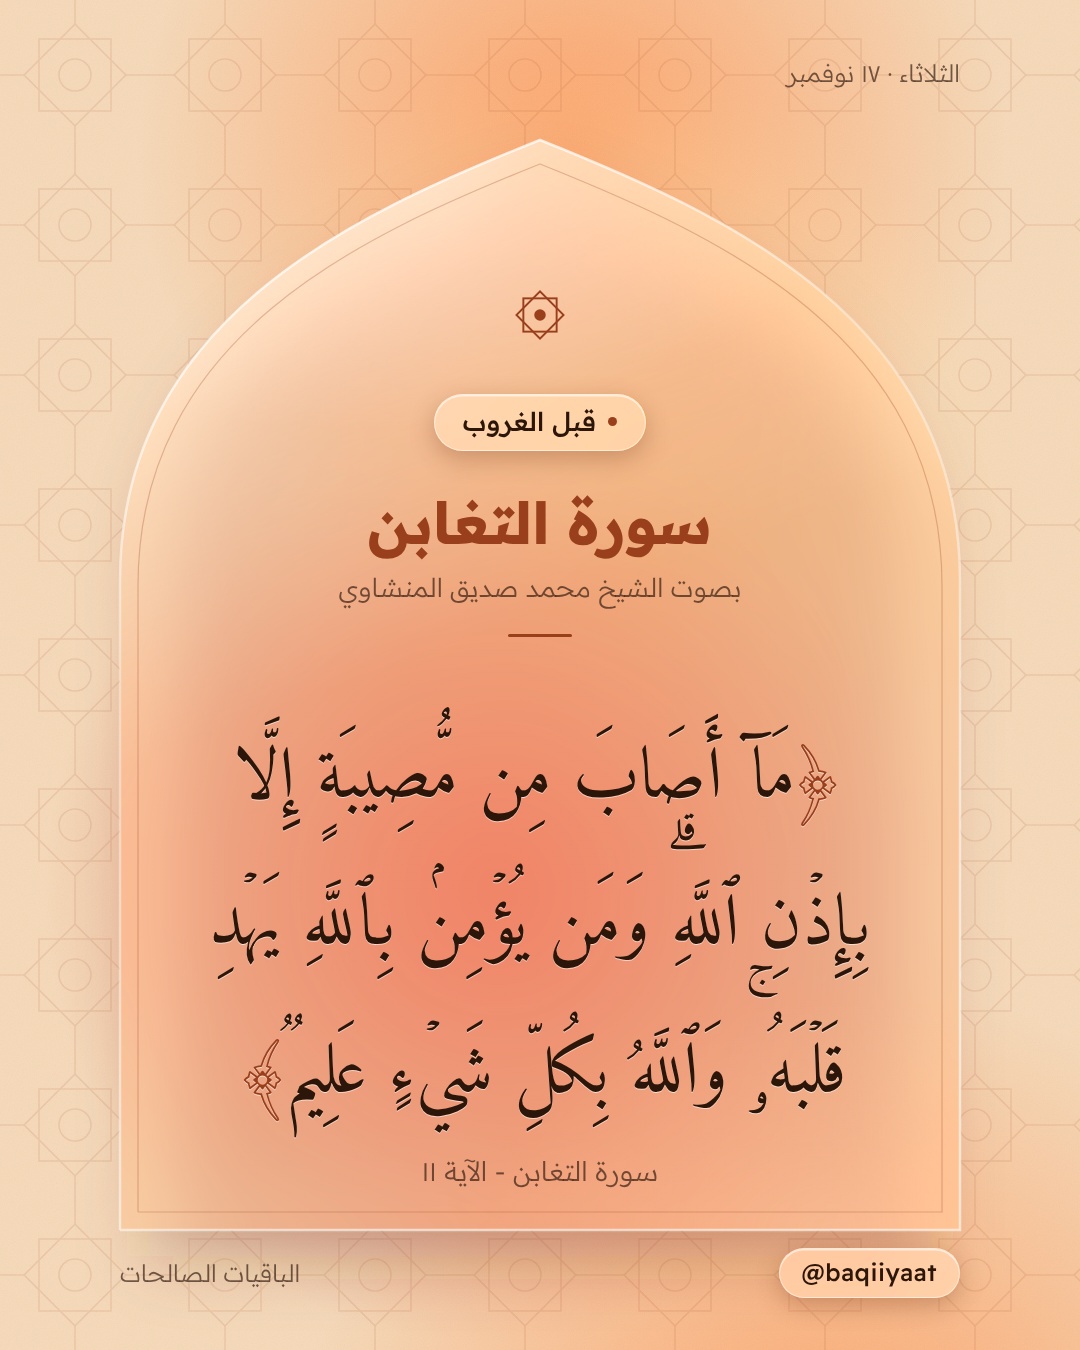 الثلاثاء · ١٧ نوفمبر
قبل الغروب
سورة التغابن
بصوت الشيخ محمد صديق المنشاوي
﴿مَآ أَصَابَ مِن مُّصِيبَةٍ إِلَّا
بِإِذۡنِ ٱللَّهِۗ وَمَن يُؤۡمِنۢ بِٱللَّهِ يَهۡدِ
قَلۡبَهُۥۚ وَٱللَّهُ بِكُلِّ شَيۡءٍ عَلِيمٞ﴾
سورة التغابن - الآية ١١
@baqiiyaat
الباقيات الصالحات